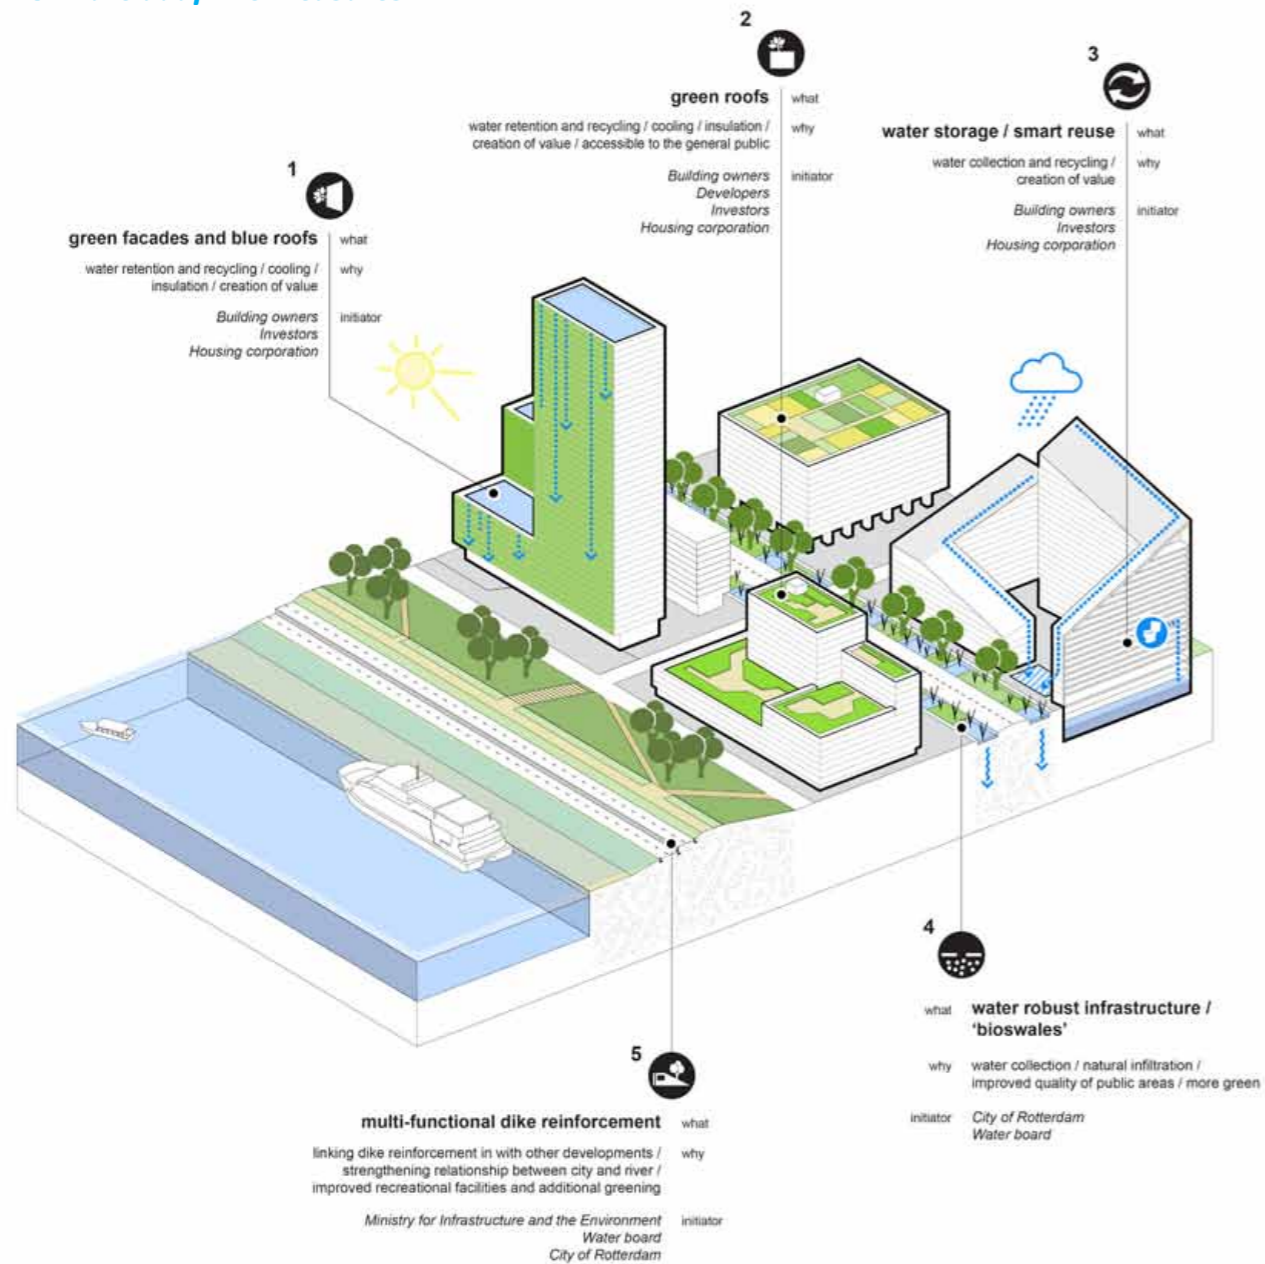 1
green facades and blue roofs what
water retention and recycling / cooling / why
insulation / creation of value
Building owners initiator
Investors
Housing corporation
2
green roofs what
water retention and recycling / cooling / insulation / why
creation of value / accessible to the general public
Building owners initiator
Developers
Investors
Housing corporation
3
water storage / smart reuse what
water collection and recycling / why
creation of value
Building owners initiator
Investors
Housing corporation
4
what water robust infrastructure /
‘bioswales’
why water collection / natural infiltration /
improved quality of public areas / more green
initiator City of Rotterdam
Water board
5
multi-functional dike reinforcement what
linking dike reinforcement in with other developments / why
strengthening relationship between city and river /
improved recreational facilities and additional greening
Ministry for Infrastructure and the Environment initiator
Water board
City of Rotterdam